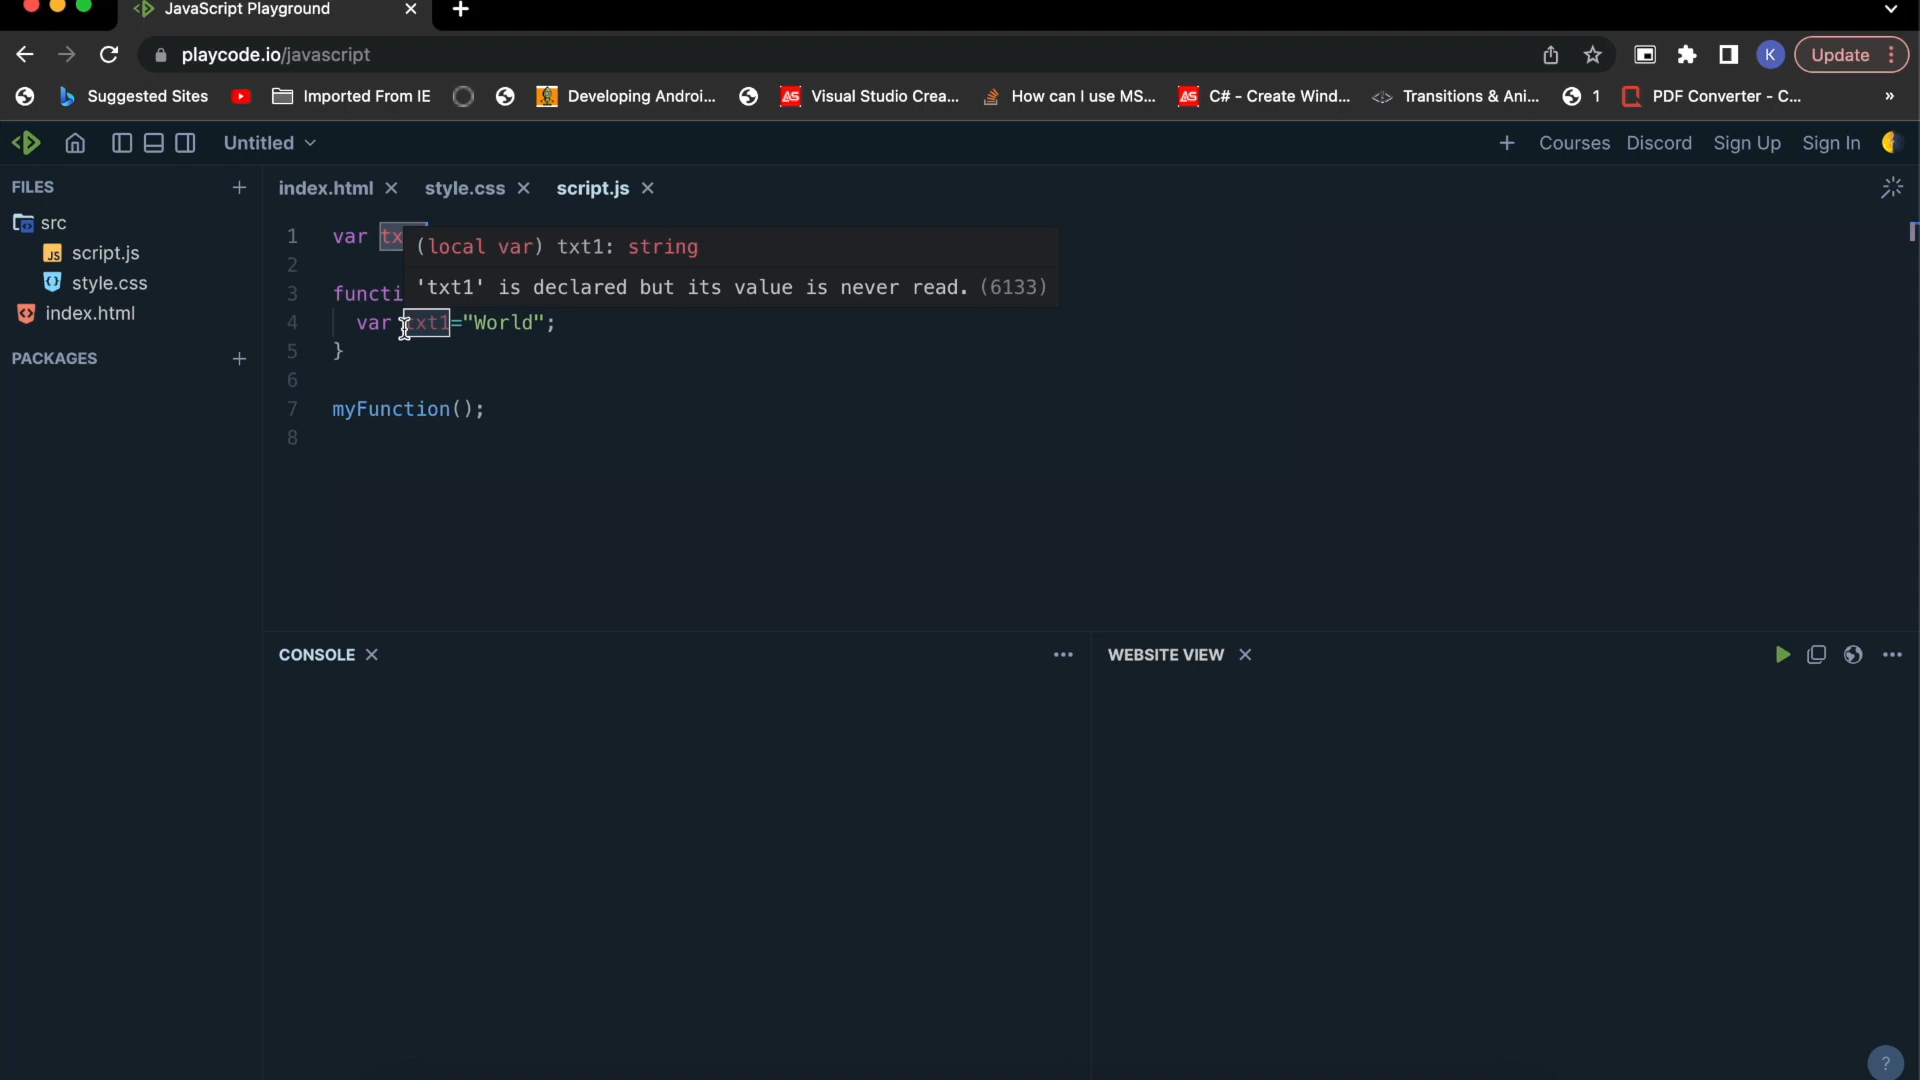 JavaScript Playground
playcode.io/javascript
K
Update
Suggested Sites
Imported From IE
Developing Androi...
Visual Studio Crea...
How can I use MS...
C# - Create Wind...
Transitions & Ani...
1
PDF Converter - C...
»
Untitled
Courses
Discord
Sign Up
Sign In
FILES
src
script.js
style.css
index.html
PACKAGES
index.html
style.css
script.js
1 var tx
2
3 functi
4 var txt1="World";
5 }
6
7 myFunction();
8
(local var) txt1: string
'txt1' is declared but its value is never read. (6133)
CONSOLE
WEBSITE VIEW
?